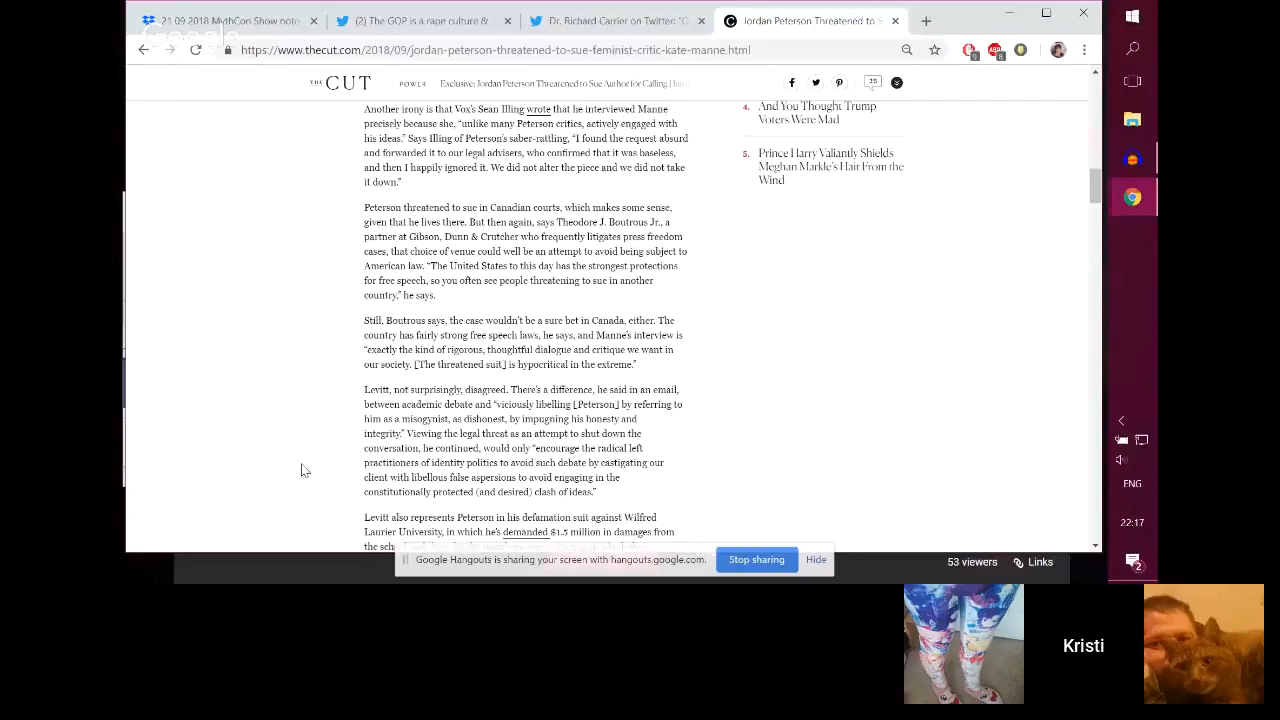 21 09 2018 MythCon Show note
(2) The GOP is a rape culture &
Dr. Richard Carrier on Twitter: "C
Jordan Peterson Threatened to S
Google
https://www.thecut.com/2018/09/jordan-peterson-threatened-to-sue-feminist-critic-kate-manne.html
9
8
THE CUT
POWER
Exclusive: Jordan Peterson Threatened to Sue Author for Calling H
75
Another irony is that Vox's Sean Illing wrote that he interviewed Manne
precisely because she, “unlike many Peterson critics, actively engaged with
his ideas.” Says Illing of Peterson's saber-rattling, “I found the request absurd
and forwarded it to our legal advisers, who confirmed that it was baseless,
and then I happily ignored it. We did not alter the piece and we did not take
it down.”
Peterson threatened to sue in Canadian courts, which makes some sense,
given that he lives there. But then again, says Theodore J. Boutrous Jr., a
partner at Gibson, Dunn & Crutcher who frequently litigates press freedom
cases, that choice of venue could well be an attempt to avoid being subject to
American law. “The United States to this day has the strongest protections
for free speech, so you often see people threatening to sue in another
country,” he says.
Still, Boutrous says, the case wouldn't be a sure bet in Canada, either. The
country has fairly strong free speech laws, he says, and Manne's interview is
“exactly the kind of rigorous, thoughtful dialogue and critique we want in
our society. [The threatened suit] is hypocritical in the extreme.”
Levitt, not surprisingly, disagreed. There's a difference, he said in an email,
between academic debate and “viciously libelling [Peterson] by referring to
him as a misogynist, as dishonest, by impugning his honesty and
integrity.” Viewing the legal threat as an attempt to shut down the
conversation, he continued, would only “encourage the radical left
practitioners of identity politics to avoid such debate by castigating our
client with libellous false aspersions to avoid engaging in the
constitutionally protected (and desired) clash of ideas.”
Levitt also represents Peterson in his defamation suit against Wilfred
Laurier University, in which he's demanded $1.5 million in damages from
the
4. And You Thought Trump
Voters Were Mad
5. Prince Harry Valiantly Shields
Meghan Markle's Hair From the
Wind
Google Hangouts is sharing your screen with hangouts.google.com.
Stop sharing
Hide
53 viewers
Links
ENG
22:17
2
Kristi